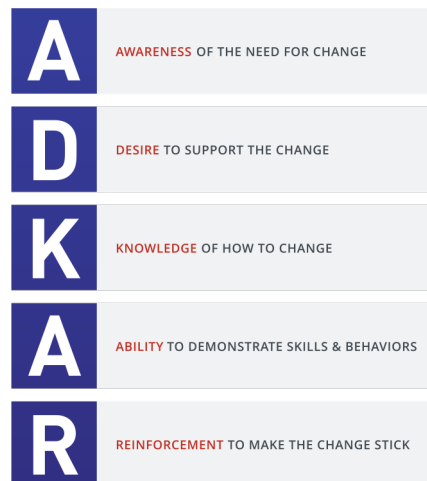 A
AWARENESS OF THE NEED FOR CHANGE
D
DESIRE TO SUPPORT THE CHANGE
K
KNOWLEDGE OF HOW TO CHANGE
A
ABILITY TO DEMONSTRATE SKILLS & BEHAVIORS
R
REINFORCEMENT TO MAKE THE CHANGE STICK